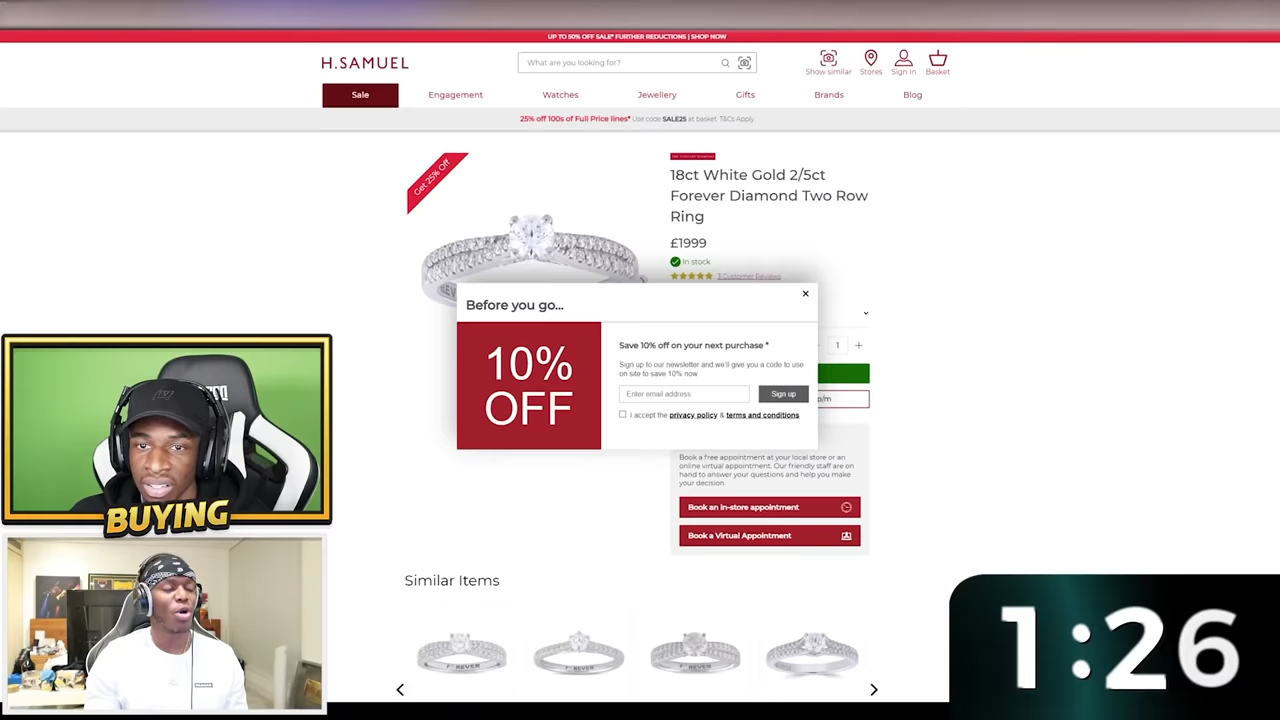 UP TO 50% OFF SALE* FURTHER REDUCTIONS | SHOP NOW
H.SAMUEL
What are you looking for?
Show similar
Stores
Sign In
Basket
Sale
Engagement
Watches
Jewellery
Gifts
Brands
Blog
25% off 100s of Full Price lines* Use code SALE25 at basket. T&Cs Apply
Get 25% Off
18ct White Gold 2/5ct
Forever Diamond Two Row
Ring
£1999
In stock
3 Customer Reviews
Before you go...
×
10%
OFF
Save 10% off on your next purchase *
Sign up to our newsletter and we'll give you a code to use
on site to save 10% now
Enter email address
Sign up
I accept the privacy policy & terms and conditions
1 +
p/m
Book a free appointment at your local store or an
online virtual appointment. Our friendly staff are on
hand to answer your questions and help you make
your decision.
Book an in-store appointment
Book a Virtual Appointment
BUYING
Similar Items
1:26